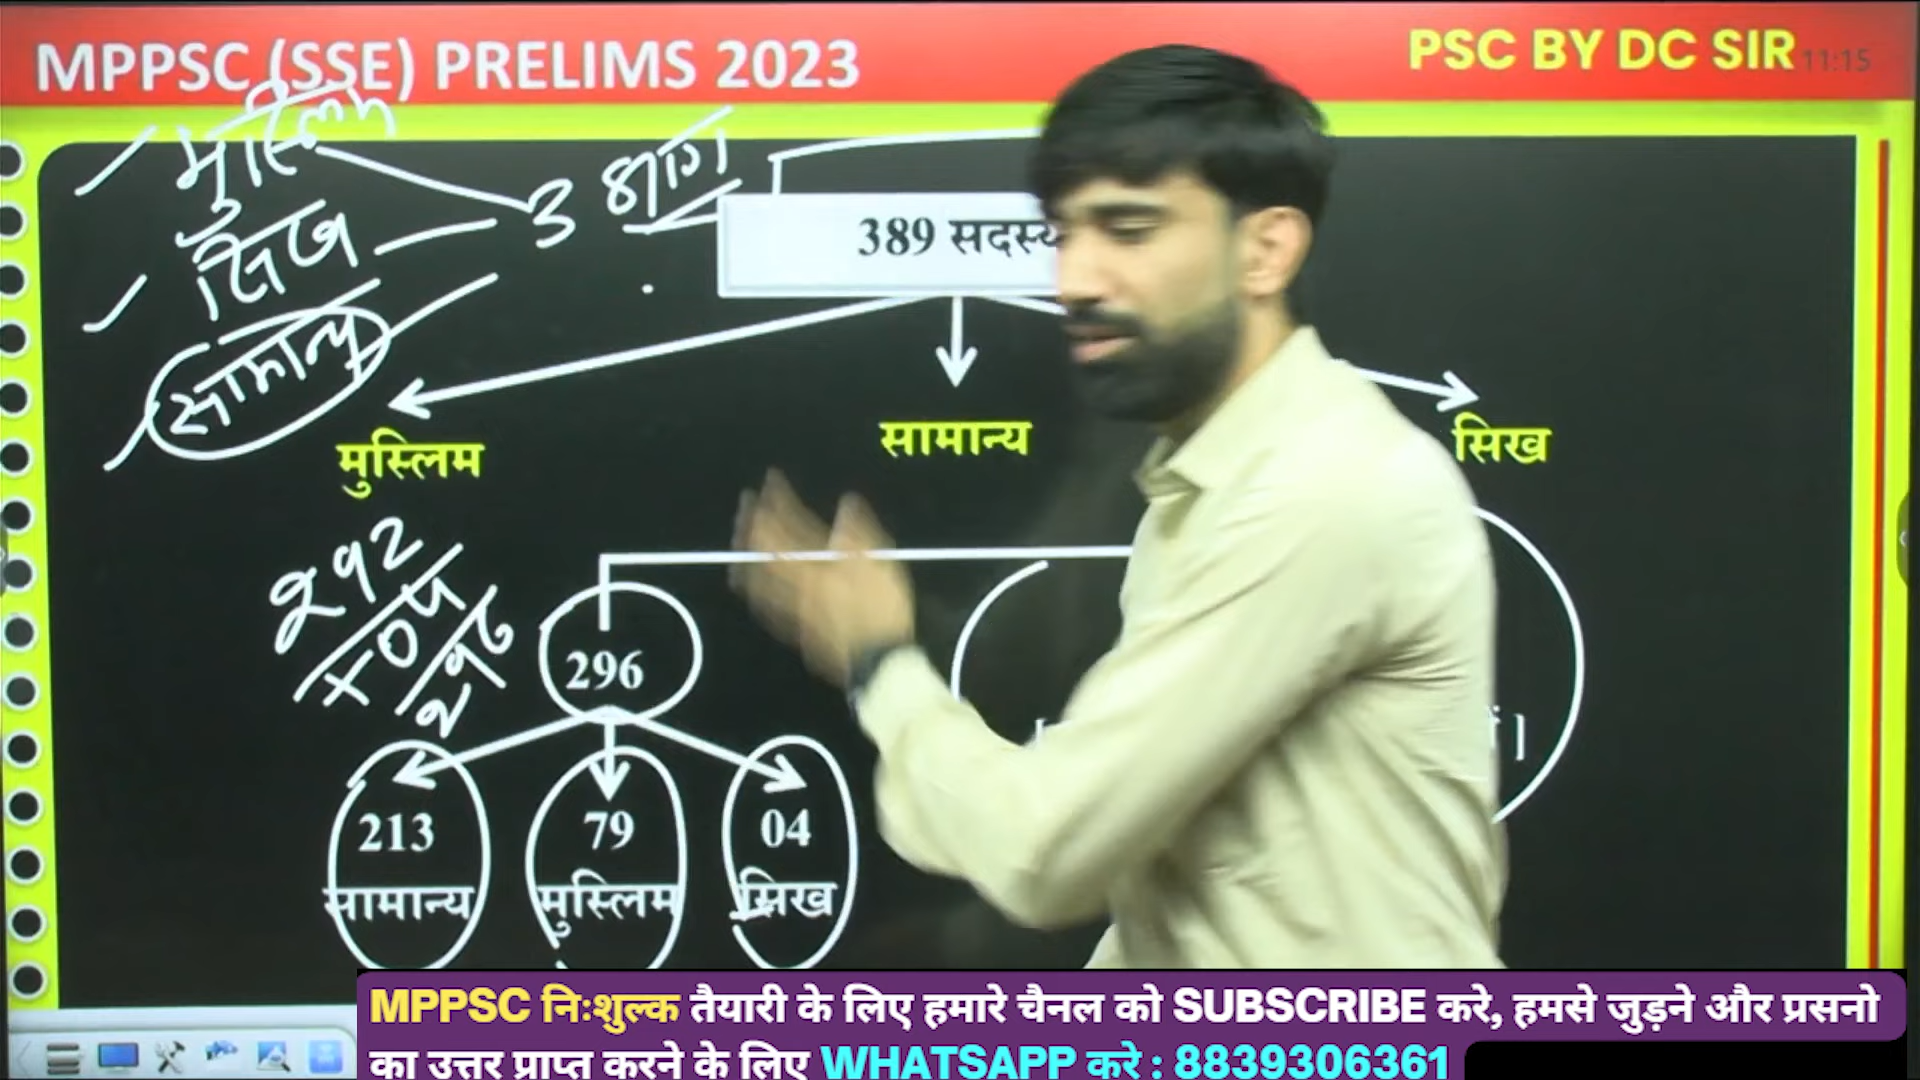 MPPSC (SSE) PRELIMS 2023
PSC BY DC SIR
11:15
मुस्लिम
सिख
सामान्य
3 भाग
389 सदस्य
मुस्लिम
सामान्य
सिख
292
+04
296
213
सामान्य
79
मुस्लिम
04
सिख
MPPSC निःशुल्क तैयारी के लिए हमारे चैनल को SUBSCRIBE करे, हमसे जुड़ने और प्रसनो
का उत्तर प्राप्त करने के लिए WHATSAPP करे : 8839306361